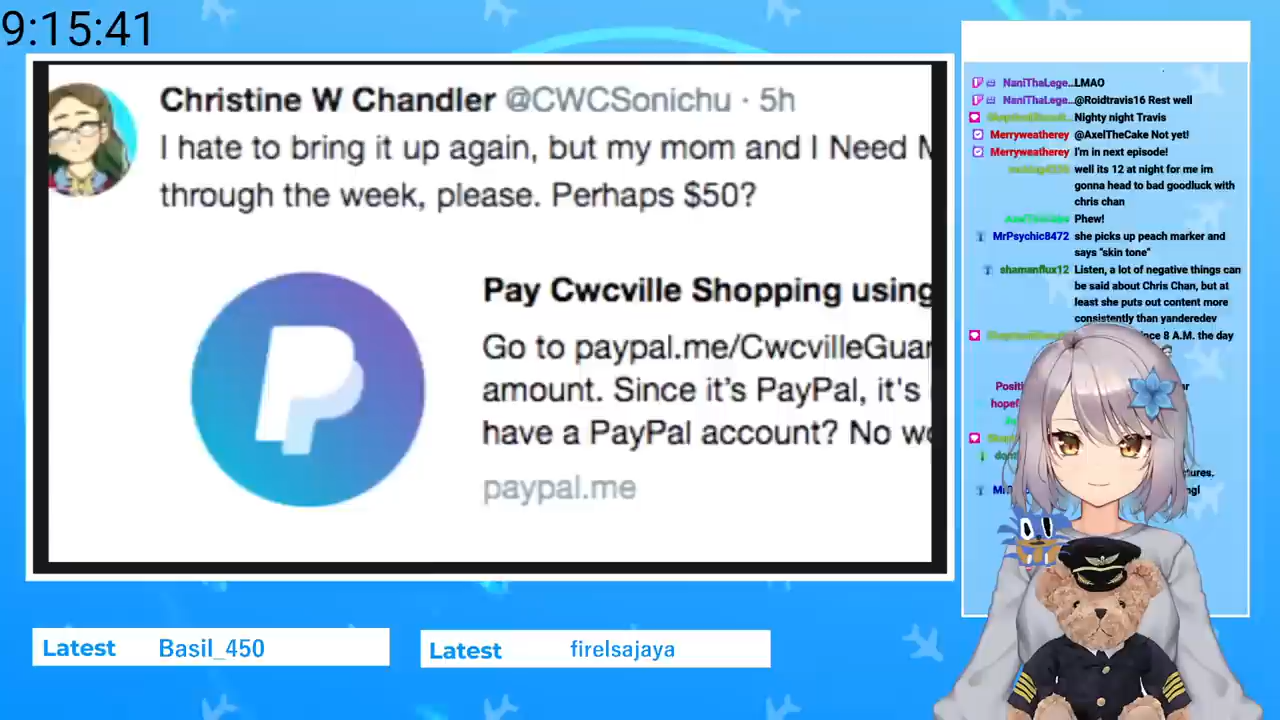 9:15:41
Christine W Chandler @CWCSonichu · 5h
I hate to bring it up again, but my mom and I Need
through the week, please. Perhaps $50?
Pay Cwcville Shopping using
Go to paypal.me/CwcvilleGuar
amount. Since it's PayPal, it's
have a PayPal account? No
paypal.me
Latest Basil_450
Latest firelsajaya
NaniThaLege... LMAO
NaniThaLege... @Roidtravis16 Rest well
Nighty night Travis
Merryweatherey @AxelTheCake Not yet!
Merryweatherey I'm in next episode!
well its 12 at night for me im
gonna head to bad goodluck with
chris chan
AxelTheCake Phew!
MrPsychic8472 she picks up peach marker and
says "skin tone"
shamanflux12 Listen, a lot of negative things can
be said about Chris Chan, but at
least she puts out content more
consistently than yanderedev
8 A.M. the day
Positi
hopef